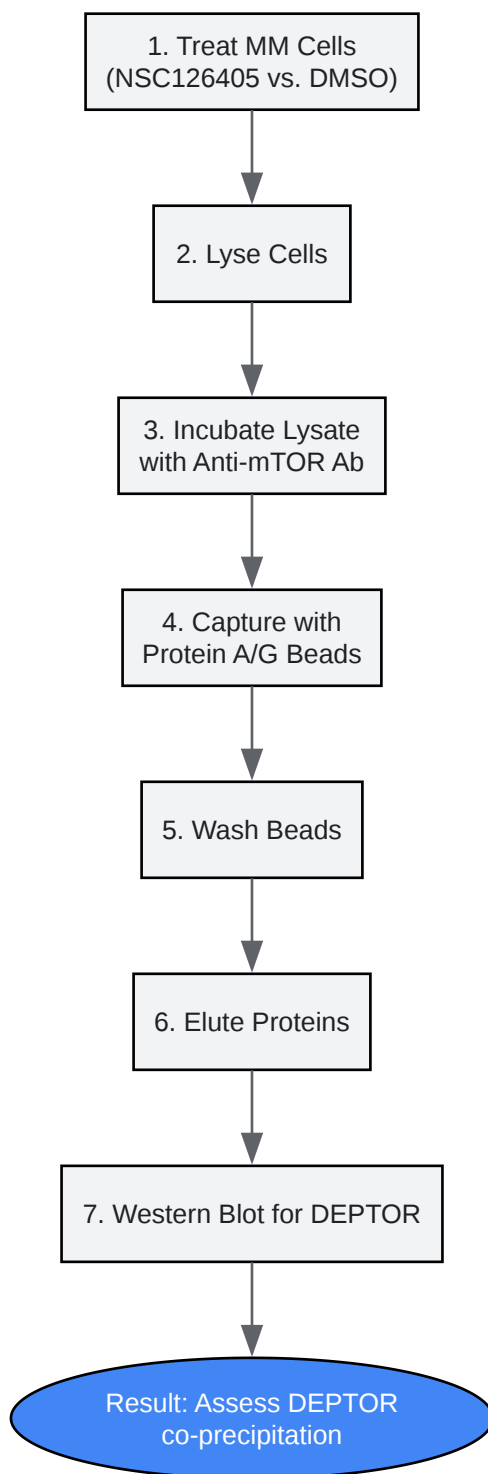 1. Treat MM Cells
(NSC126405 vs. DMSO)
2. Lyse Cells
3. Incubate Lysate
with Anti-mTOR Ab
4. Capture with
Protein A/G Beads
5. Wash Beads
6. Elute Proteins
7. Western Blot for DEPTOR
Result: Assess DEPTOR
co-precipitation